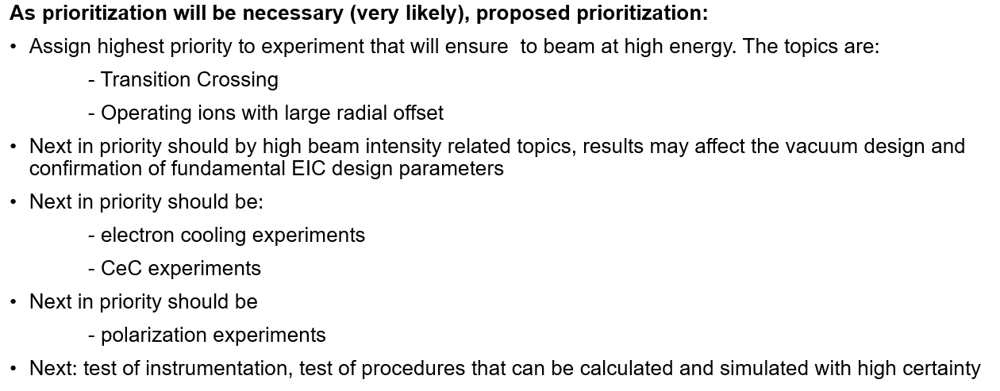 As prioritization will be necessary (very likely), proposed prioritization:
• Assign highest priority to experiment that will ensure  to beam at high energy. The topics are:
- Transition Crossing
- Operating ions with large radial offset
• Next in priority should by high beam intensity related topics, results may affect the vacuum design and
confirmation of fundamental EIC design parameters
• Next in priority should be:
- electron cooling experiments
- CeC experiments
• Next in priority should be
- polarization experiments
• Next: test of instrumentation, test of procedures that can be calculated and simulated with high certainty